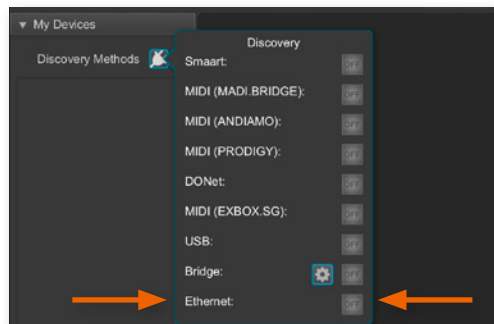 ▼ My Devices
Discovery
Discovery Methods
Smaart: OFF
MIDI (MADI.BRIDGE): OFF
MIDI (ANDIAMO): OFF
MIDI (PRODIGY): OFF
DONet: OFF
MIDI (EXBOX.SG): OFF
USB: OFF
Bridge: OFF
Ethernet: OFF